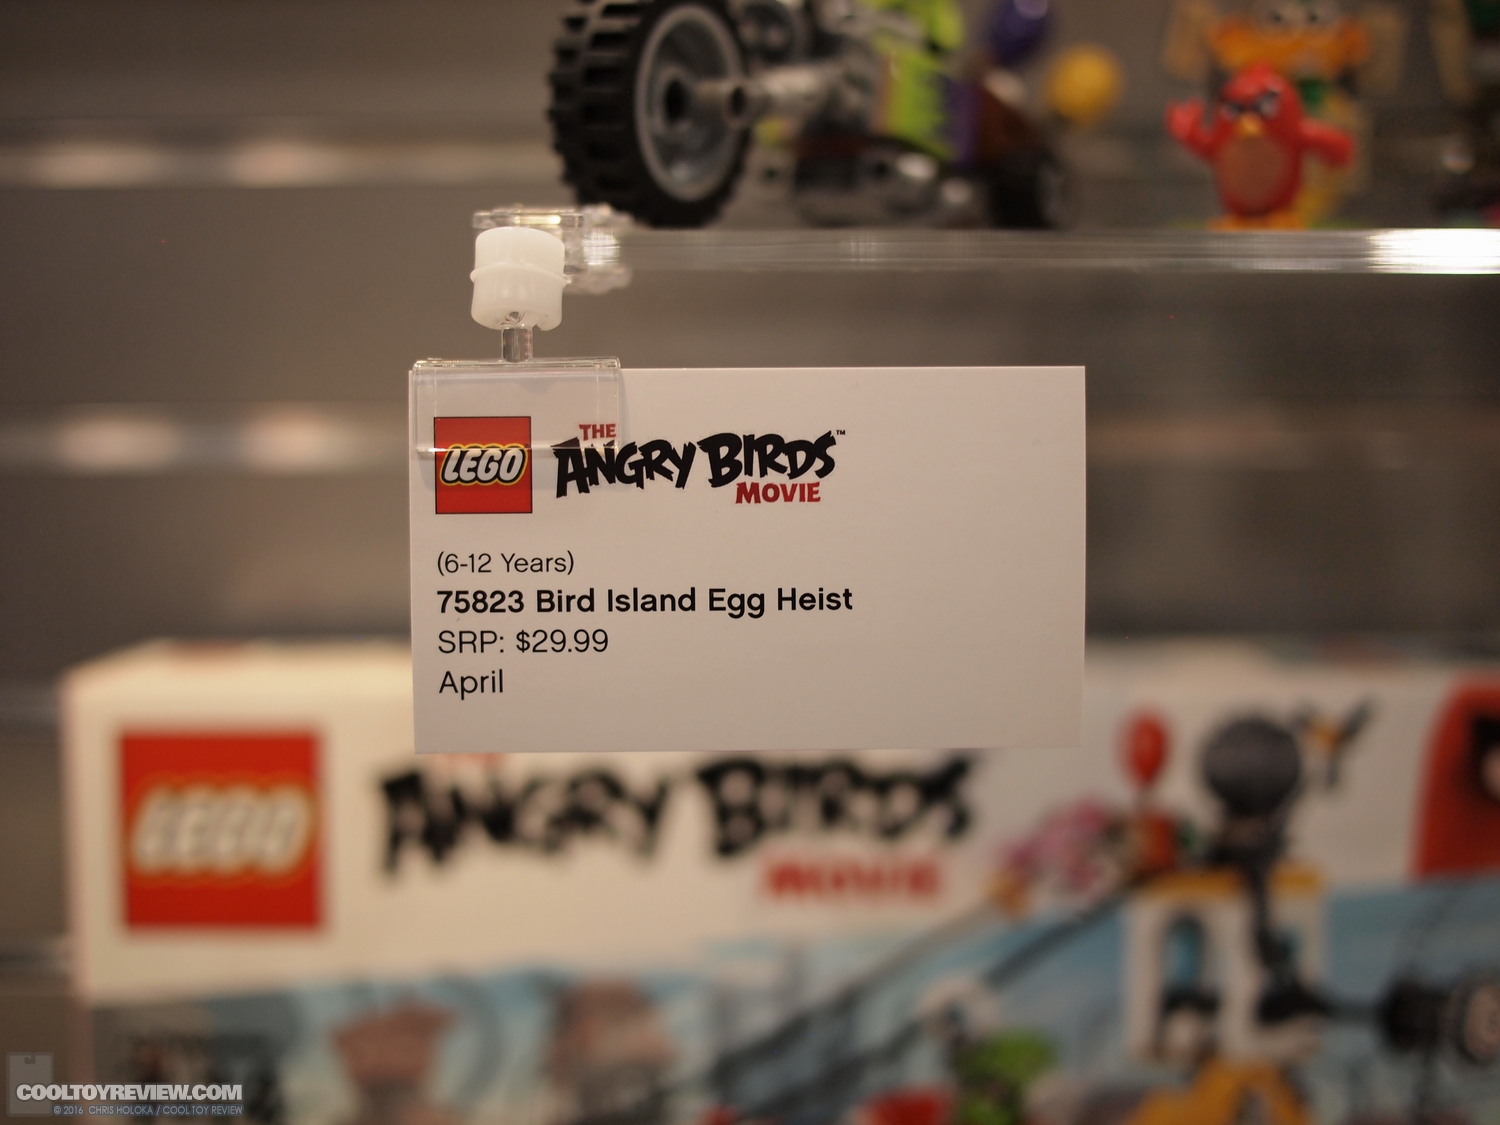 LEGO
THE
ANGRY BIRDS™
MOVIE
(6-12 Years)
75823 Bird Island Egg Heist
SRP: $29.99
April
LEGO
ANGRY BIRDS
MOVIE
COOLTOYREVIEW.COM
© 2016 CHRIS HOLOKA / COOL TOY REVIEW